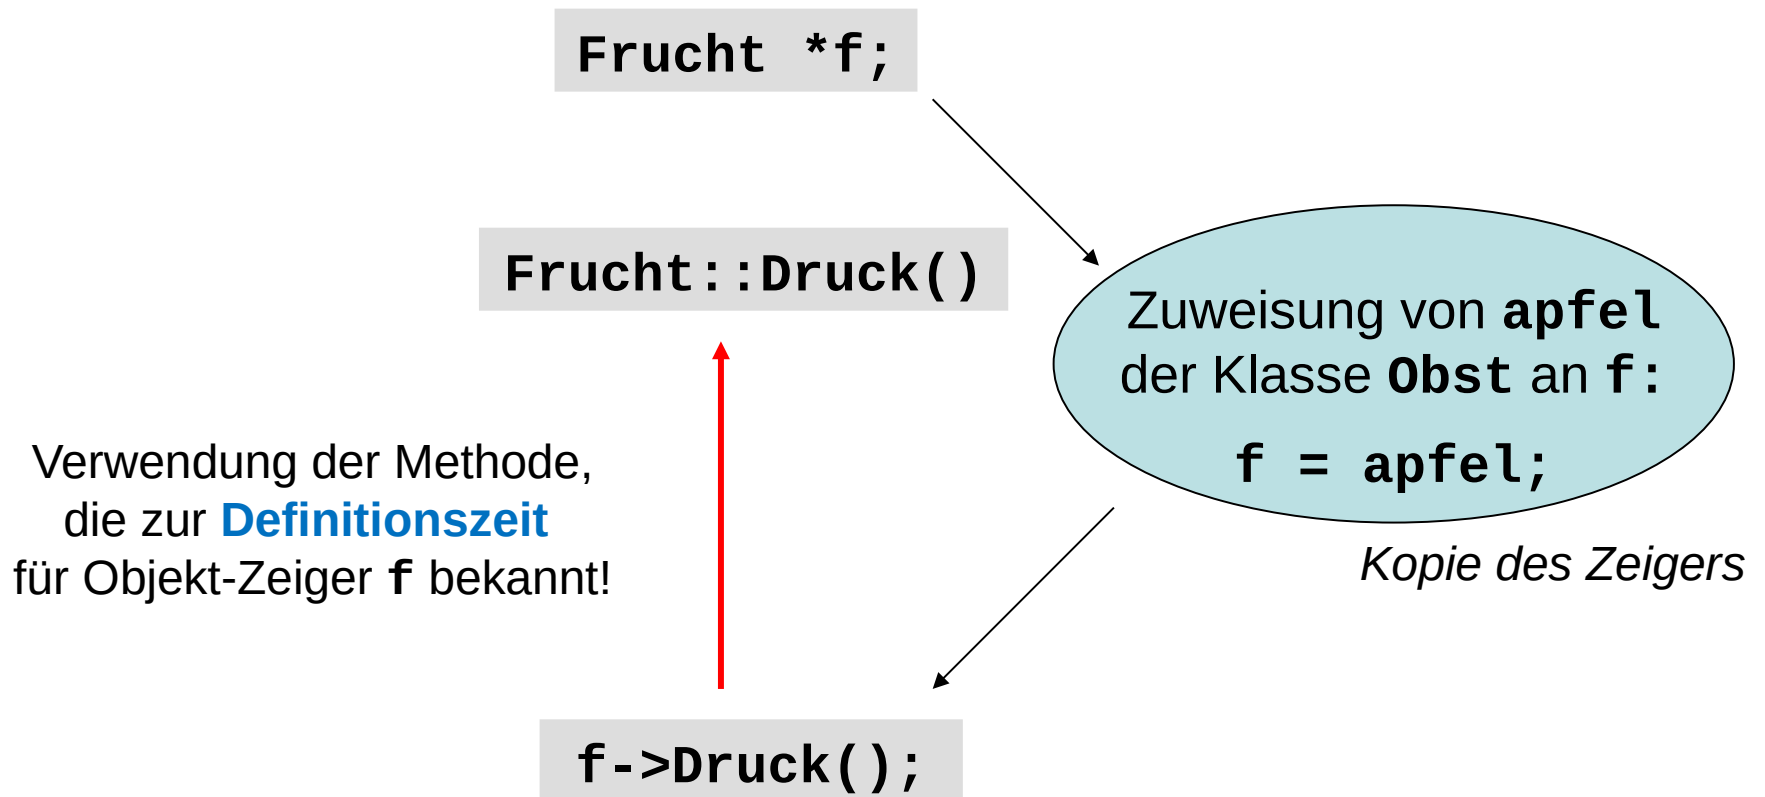 Frucht *f;
Frucht::Druck()
Zuweisung von apfel
der Klasse Obst an f:
f = apfel;
Verwendung der Methode,
die zur Definitionszeit
für Objekt-Zeiger f bekannt!
Kopie des Zeigers
f->Druck();